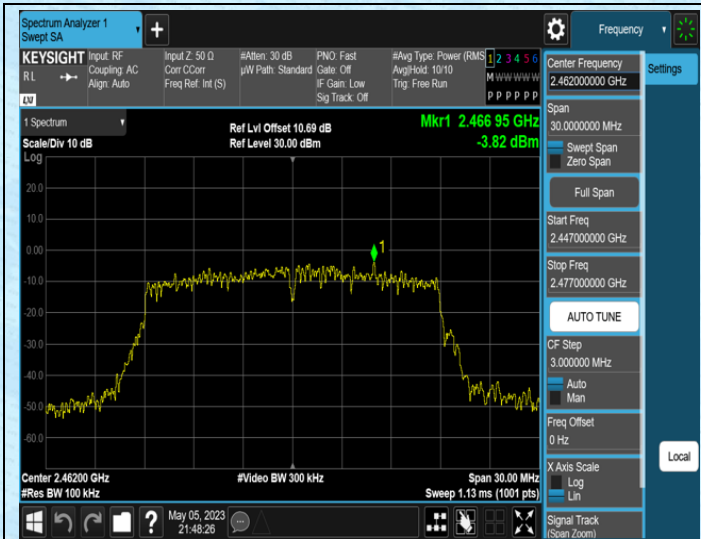 Spectrum Analyzer 1
Swept SA
Frequency
KEYSIGHT
R L
LXI
Input: RF
Coupling: AC
Align: Auto
Input Z: 50 Ω
Corr CCorr
Freq Ref: Int (S)
#Atten: 30 dB
µW Path: Standard
PNO: Fast
Gate: Off
IF Gain: Low
Sig Track: Off
#Avg Type: Power (RMS
Avg|Hold: 10/10
Trig: Free Run
1 2 3 4 5 6
M W W W W W
P P P P P P
1 Spectrum
Scale/Div 10 dB
Log
Ref Lvl Offset 10.69 dB
Ref Level 30.00 dBm
Mkr1 2.466 95 GHz
-3.82 dBm
20.0
10.0
0.00
-10.0
-20.0
-30.0
-40.0
-50.0
-60.0
1
Center 2.46200 GHz
#Res BW 100 kHz
#Video BW 300 kHz
Span 30.00 MHz
Sweep 1.13 ms (1001 pts)
?
May 05, 2023
21:48:26
Center Frequency
2.462000000 GHz
Span
30.0000000 MHz
Swept Span
Zero Span
Full Span
Start Freq
2.447000000 GHz
Stop Freq
2.477000000 GHz
AUTO TUNE
CF Step
3.000000 MHz
Auto
Man
Freq Offset
0 Hz
X Axis Scale
Log
Lin
Signal Track
(Span Zoom)
Settings
Local